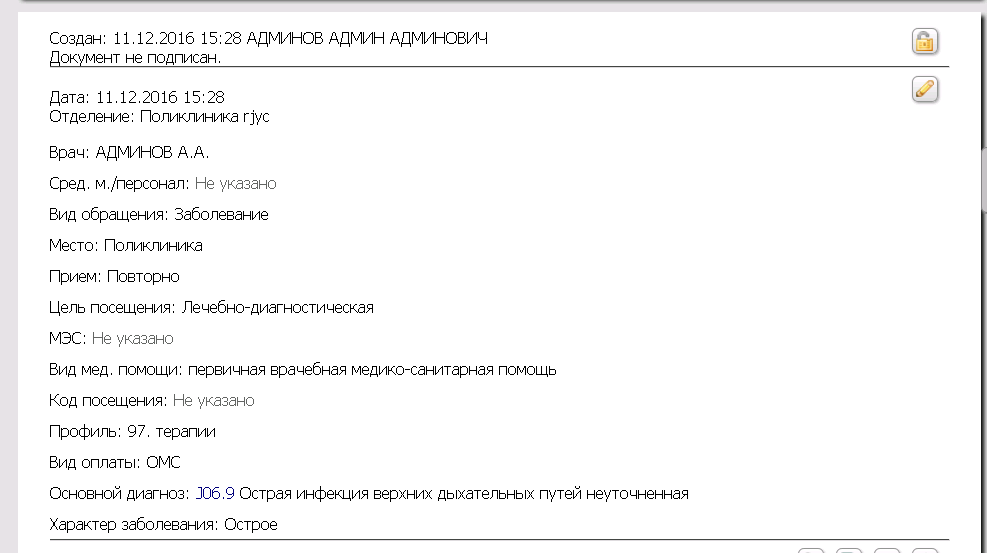 Создан: 11.12.2016 15:28 АДМИНОВ АДМИН АДМИНОВИЧ
Документ не подписан.
Дата: 11.12.2016 15:28
Отделение: Поликлиника rjyc
Врач: АДМИНОВ А.А.
Сред. м./персонал: Не указано
Вид обращения: Заболевание
Место: Поликлиника
Прием: Повторно
Цель посещения: Лечебно-диагностическая
МЭС: Не указано
Вид мед. помощи: первичная врачебная медико-санитарная помощь
Код посещения: Не указано
Профиль: 97. терапии
Вид оплаты: ОМС
Основной диагноз: J06.9 Острая инфекция верхних дыхательных путей неуточненная
Характер заболевания: Острое